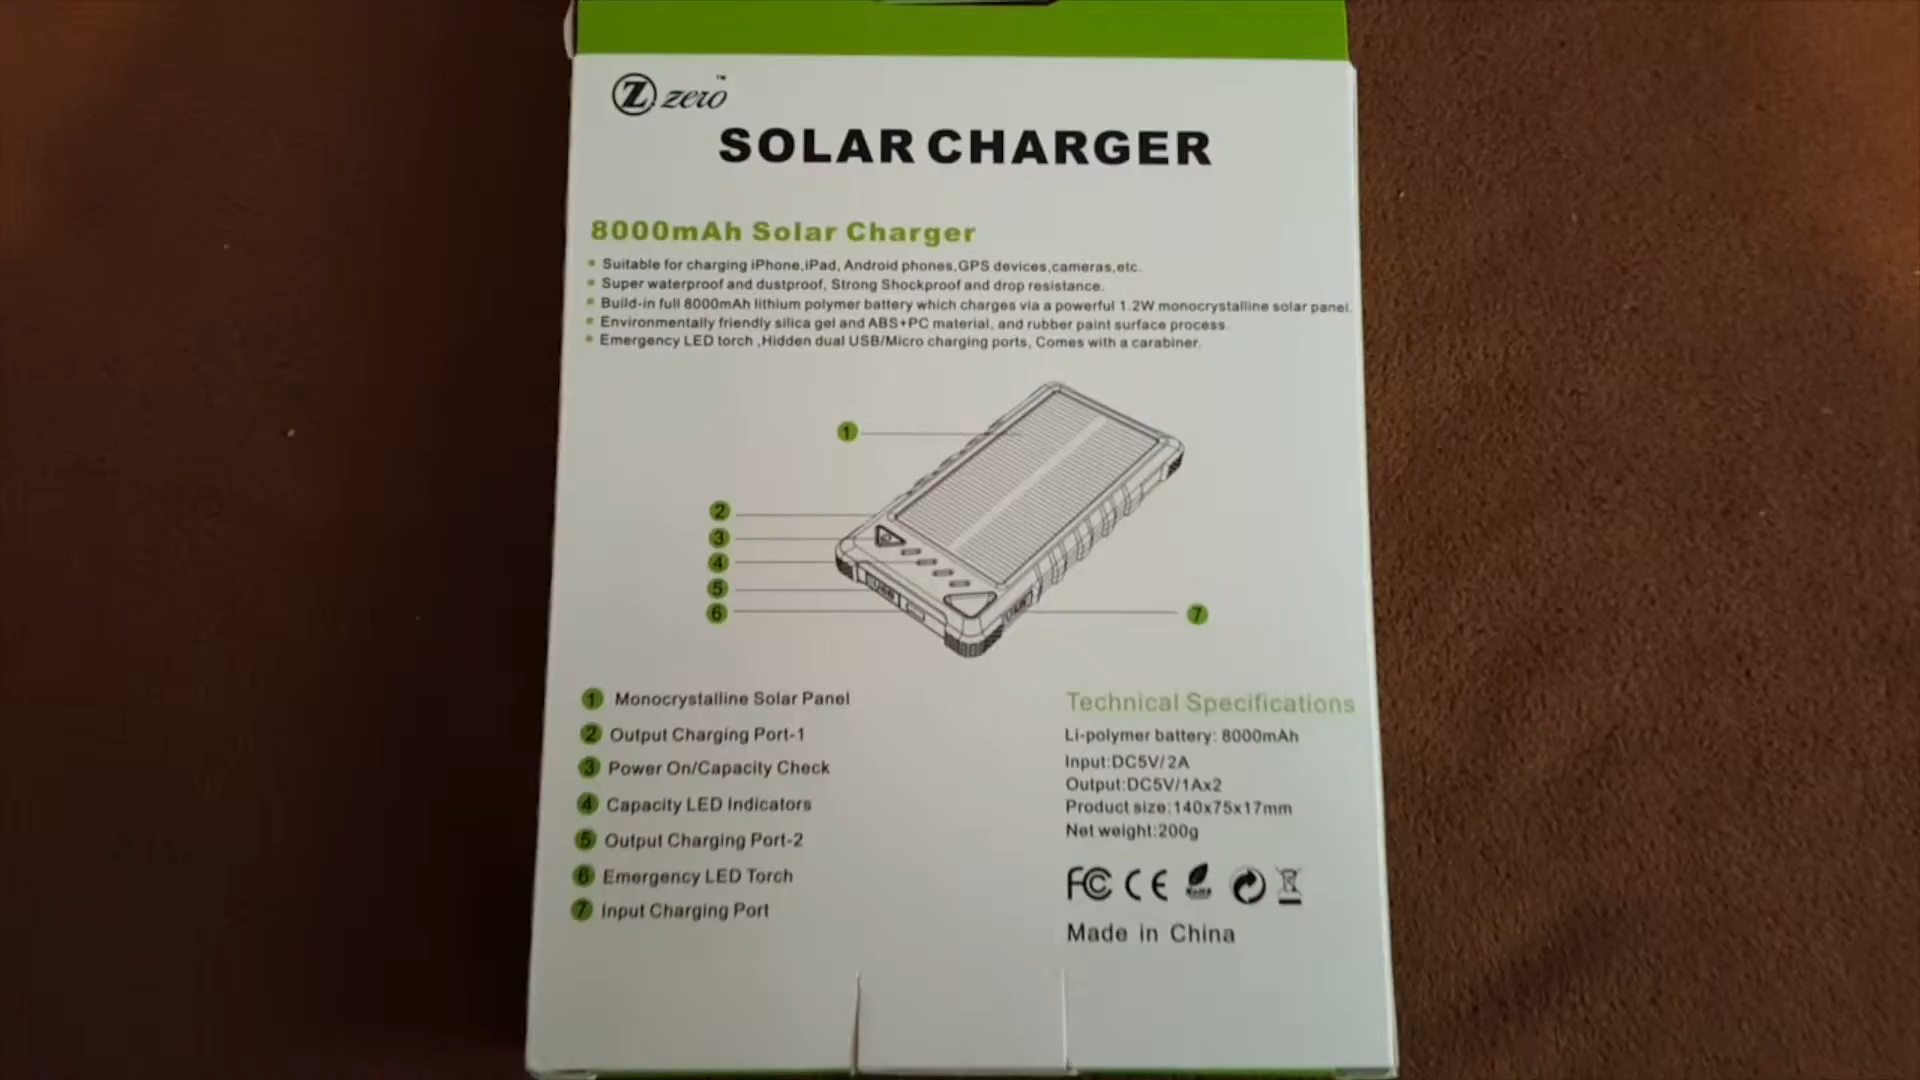 Z zero™
SOLAR CHARGER
8000mAh Solar Charger
• Suitable for charging iPhone,iPad, Android phones,GPS devices,cameras,etc.
• Super waterproof and dustproof, Strong Shockproof and drop resistance.
• Build-in full 8000mAh lithium polymer battery which charges via a powerful 1.2W monocrystalline solar panel.
• Environmentally friendly silica gel and ABS+PC material, and rubber paint surface process.
• Emergency LED torch ,Hidden dual USB/Micro charging ports, Comes with a carabiner.
1
2
3
4
5
6
7
USB
1 Monocrystalline Solar Panel
2 Output Charging Port-1
3 Power On/Capacity Check
4 Capacity LED Indicators
5 Output Charging Port-2
6 Emergency LED Torch
7 Input Charging Port
Technical Specifications
Li-polymer battery: 8000mAh
Input:DC5V/2A
Output:DC5V/1Ax2
Product size:140x75x17mm
Net weight:200g
FC CE RoHS
Made in China